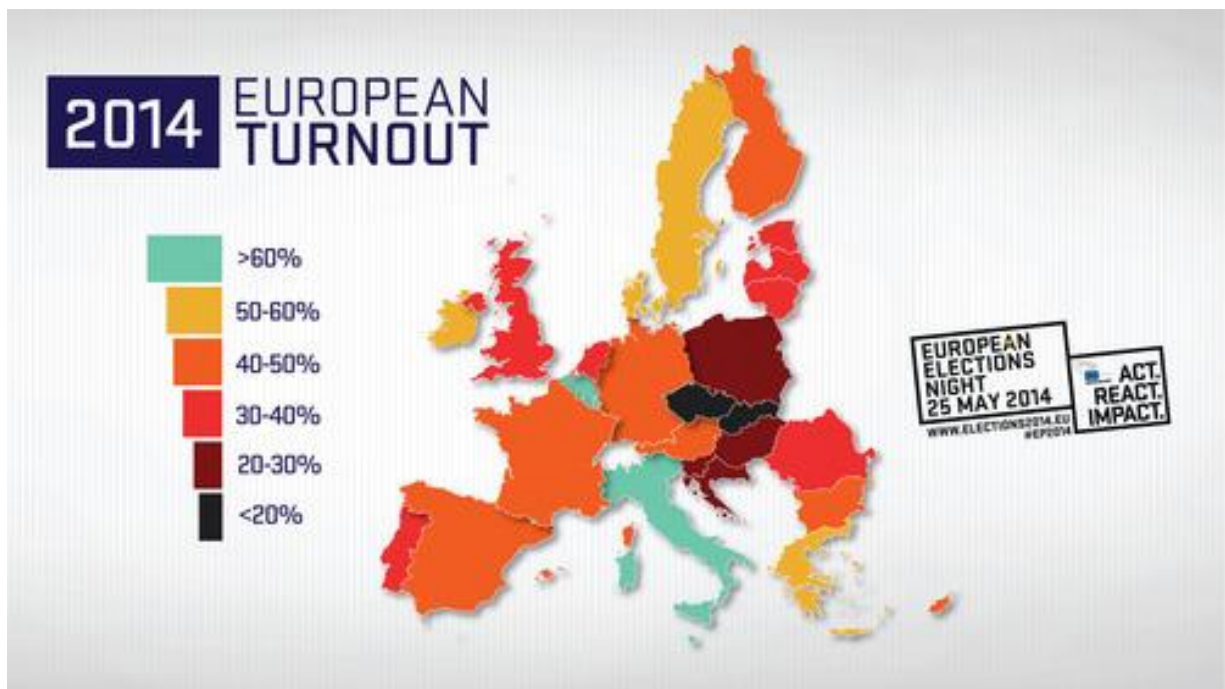 2014
EUROPEAN
TURNOUT
>60%
50-60%
40-50%
30-40%
20-30%
<20%
EUROPEAN
ELECTIONS
NIGHT
25 MAY 2014
WWW.ELECTIONS2014.EU
#EP2014
ACT.
REACT.
IMPACT.